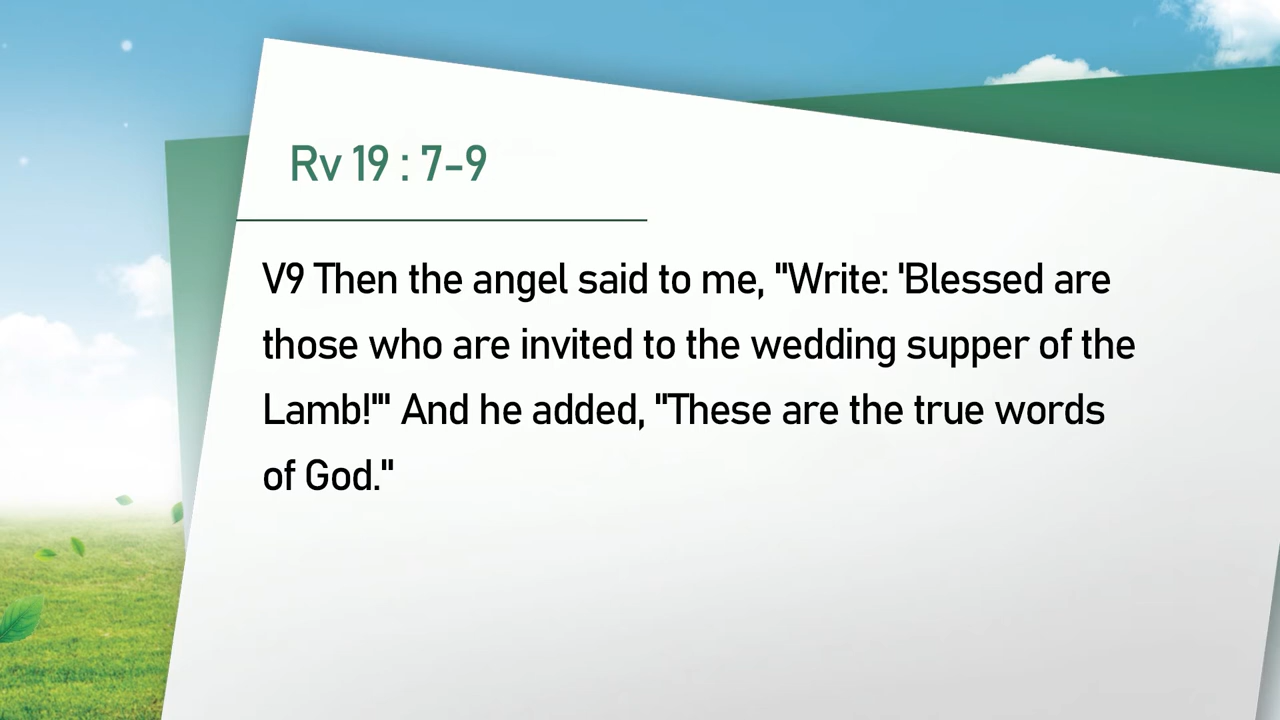 Rv 19 : 7-9
V9 Then the angel said to me, "Write: 'Blessed are
those who are invited to the wedding supper of the
Lamb!'" And he added, "These are the true words
of God."